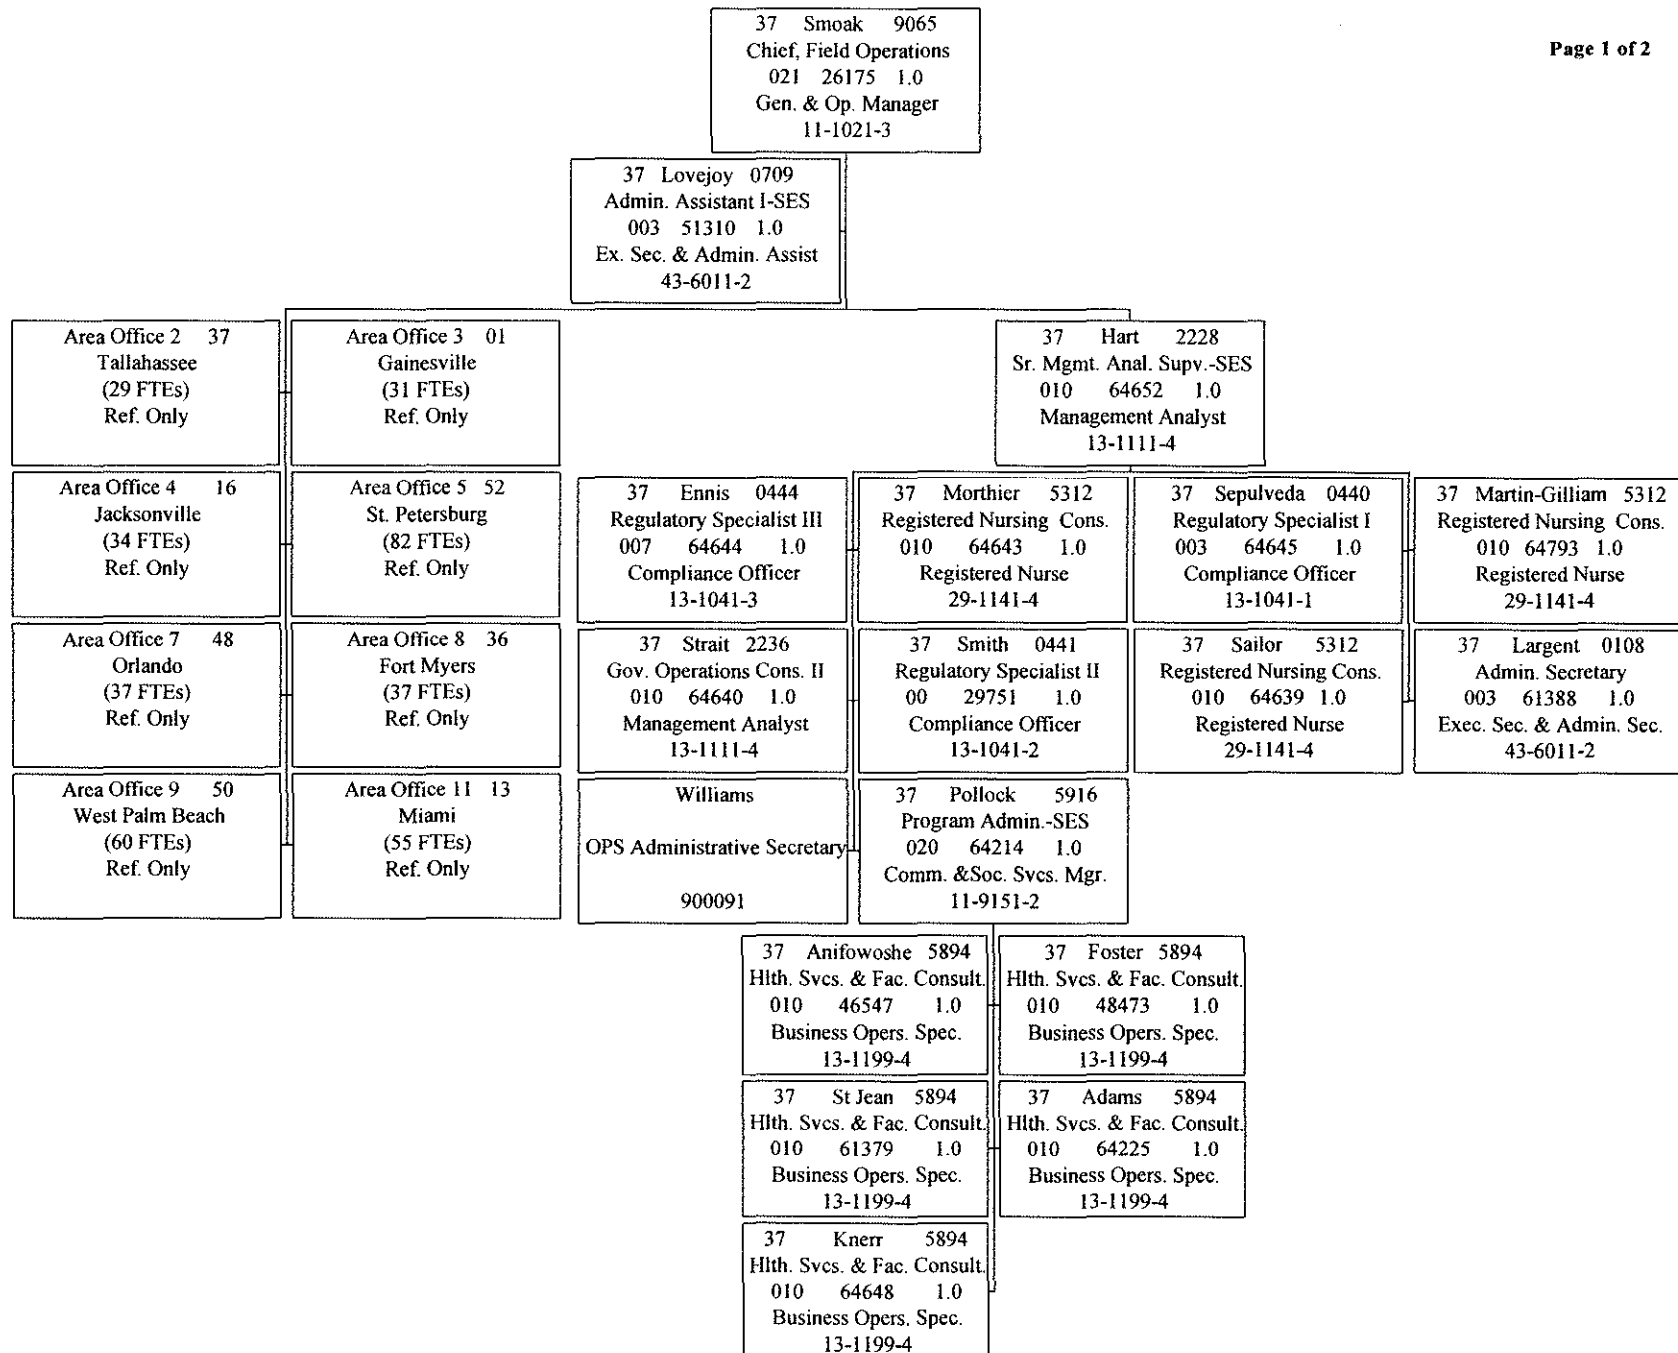 Page 1 of 2
37 Smoak 9065
Chief, Field Operations
021 26175 1.0
Gen. & Op. Manager
11-1021-3
37 Lovejoy 0709
Admin. Assistant I-SES
003 51310 1.0
Ex. Sec. & Admin. Assist
43-6011-2
Area Office 2 37
Tallahassee
(29 FTEs)
Ref. Only
Area Office 3 01
Gainesville
(31 FTEs)
Ref. Only
37 Hart 2228
Sr. Mgmt. Anal. Supv.-SES
010 64652 1.0
Management Analyst
13-1111-4
Area Office 4 16
Jacksonville
(34 FTEs)
Ref. Only
Area Office 5 52
St. Petersburg
(82 FTEs)
Ref. Only
37 Ennis 0444
Regulatory Specialist III
007 64644 1.0
Compliance Officer
13-1041-3
37 Morthier 5312
Registered Nursing Cons.
010 64643 1.0
Registered Nurse
29-1141-4
37 Sepulveda 0440
Regulatory Specialist I
003 64645 1.0
Compliance Officer
13-1041-1
37 Martin-Gilliam 5312
Registered Nursing Cons.
010 64793 1.0
Registered Nurse
29-1141-4
Area Office 7 48
Orlando
(37 FTEs)
Ref. Only
Area Office 8 36
Fort Myers
(37 FTEs)
Ref. Only
37 Strait 2236
Gov. Operations Cons. II
010 64640 1.0
Management Analyst
13-1111-4
37 Smith 0441
Regulatory Specialist II
00 29751 1.0
Compliance Officer
13-1041-2
37 Sailor 5312
Registered Nursing Cons.
010 64639 1.0
Registered Nurse
29-1141-4
37 Largent 0108
Admin. Secretary
003 61388 1.0
Exec. Sec. & Admin. Sec.
43-6011-2
Area Office 9 50
West Palm Beach
(60 FTEs)
Ref. Only
Area Office 11 13
Miami
(55 FTEs)
Ref. Only
Williams
OPS Administrative Secretary
900091
37 Pollock 5916
Program Admin.-SES
020 64214 1.0
Comm. &Soc. Svcs. Mgr.
11-9151-2
37 Anifowoshe 5894
Hlth. Svcs. & Fac. Consult.
010 46547 1.0
Business Opers. Spec.
13-1199-4
37 Foster 5894
Hlth. Svcs. & Fac. Consult.
010 48473 1.0
Business Opers. Spec.
13-1199-4
37 St Jean 5894
Hlth. Svcs. & Fac. Consult.
010 61379 1.0
Business Opers. Spec.
13-1199-4
37 Adams 5894
Hlth. Svcs. & Fac. Consult.
010 64225 1.0
Business Opers. Spec.
13-1199-4
37 Knerr 5894
Hlth. Svcs. & Fac. Consult.
010 64648 1.0
Business Opers. Spec.
13-1199-4